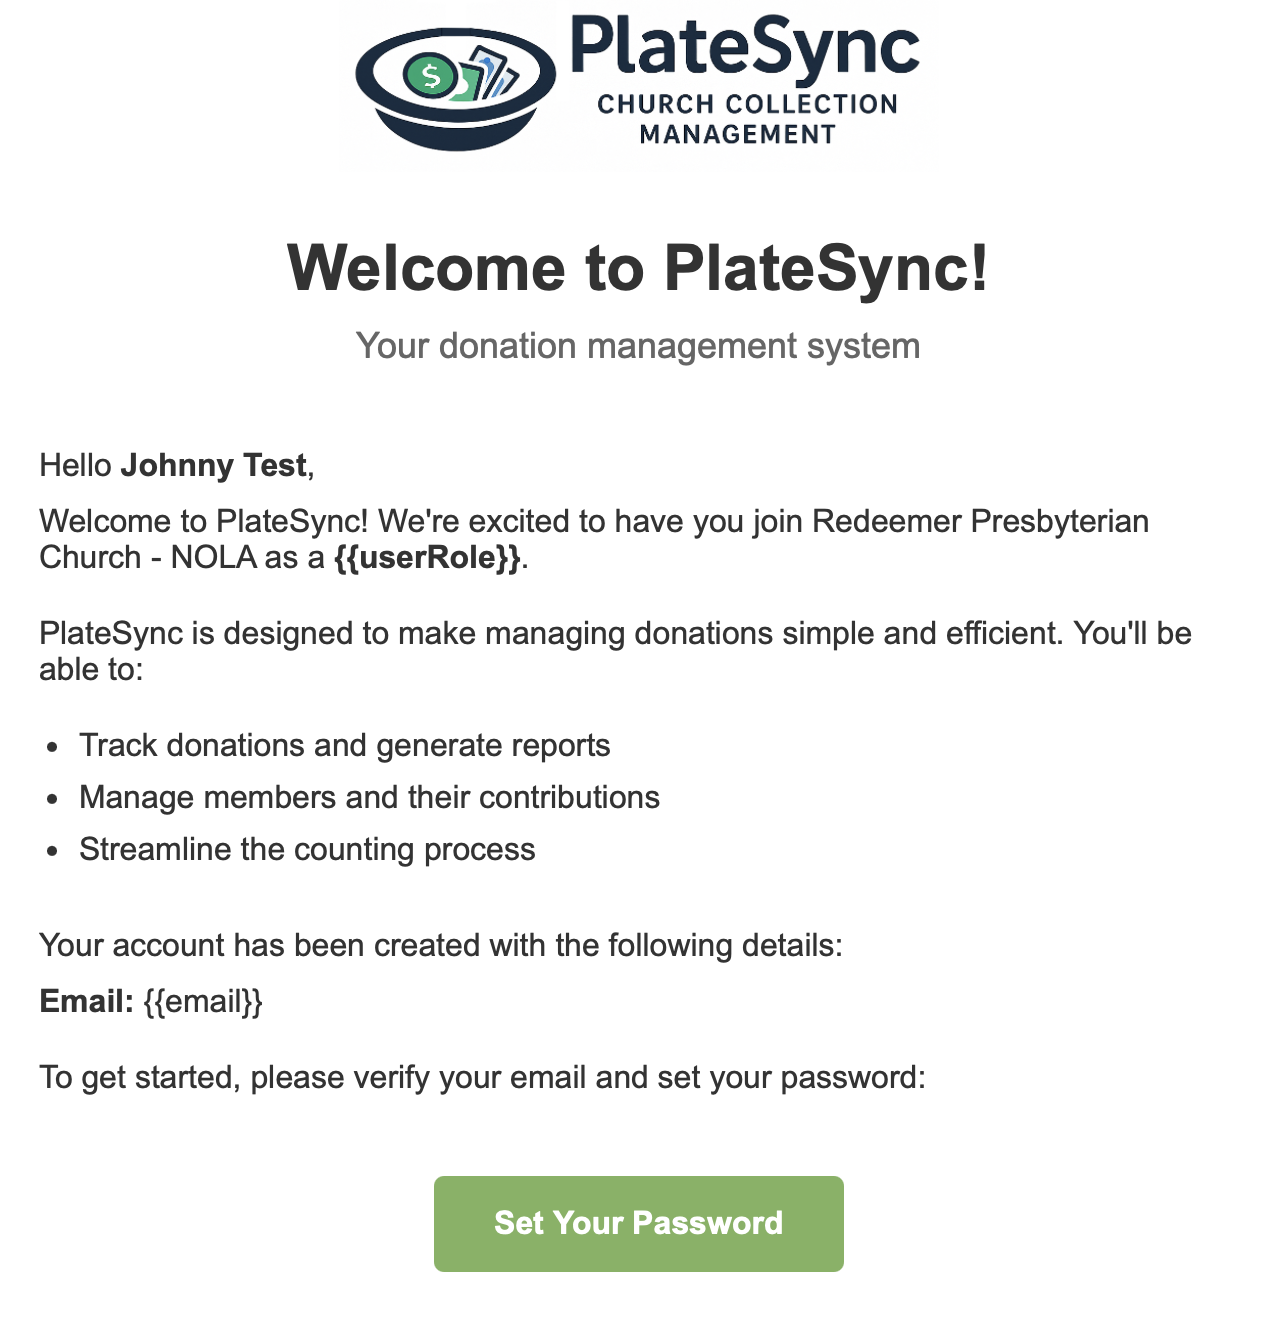 PlateSync
CHURCH COLLECTION
MANAGEMENT
$
Welcome to PlateSync!
Your donation management system
Hello Johnny Test,
Welcome to PlateSync! We're excited to have you join Redeemer Presbyterian
Church - NOLA as a {{userRole}}.
PlateSync is designed to make managing donations simple and efficient. You'll be
able to:
• Track donations and generate reports
• Manage members and their contributions
• Streamline the counting process
Your account has been created with the following details:
Email: {{email}}
To get started, please verify your email and set your password:
Set Your Password